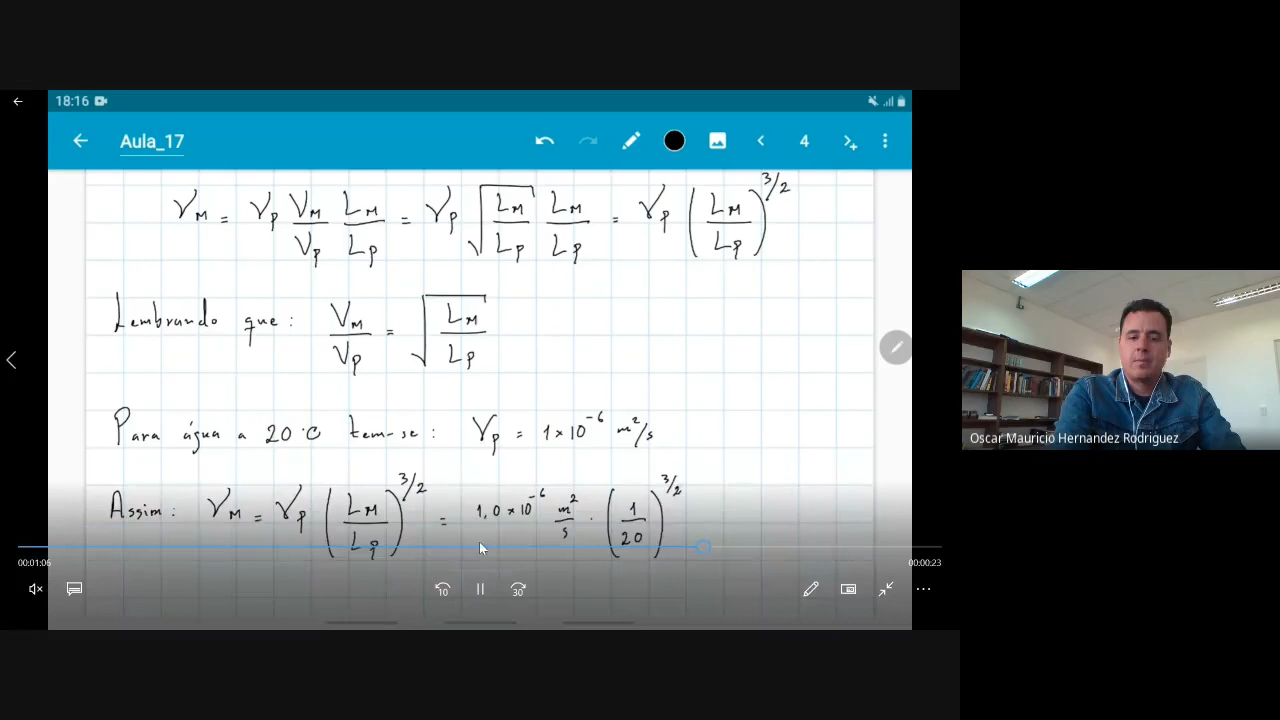 18:16
Aula_17
4
ν_M = ν_p V_M/V_p L_M/L_p = ν_p √(L_M/L_p) L_M/L_p = ν_p (L_M/L_p)^3/2
Lembrando que: V_M/V_p = √(L_M/L_p)
Para água a 20°C tem-se: ν_p = 1×10^-6 m²/s
Assim: ν_M = ν_p (L_M/L_p)^3/2 = 1,0×10^-6 m²/s · (1/20)^3/2
Oscar Mauricio Hernandez Rodriguez
00:01:06
00:00:23
10
30